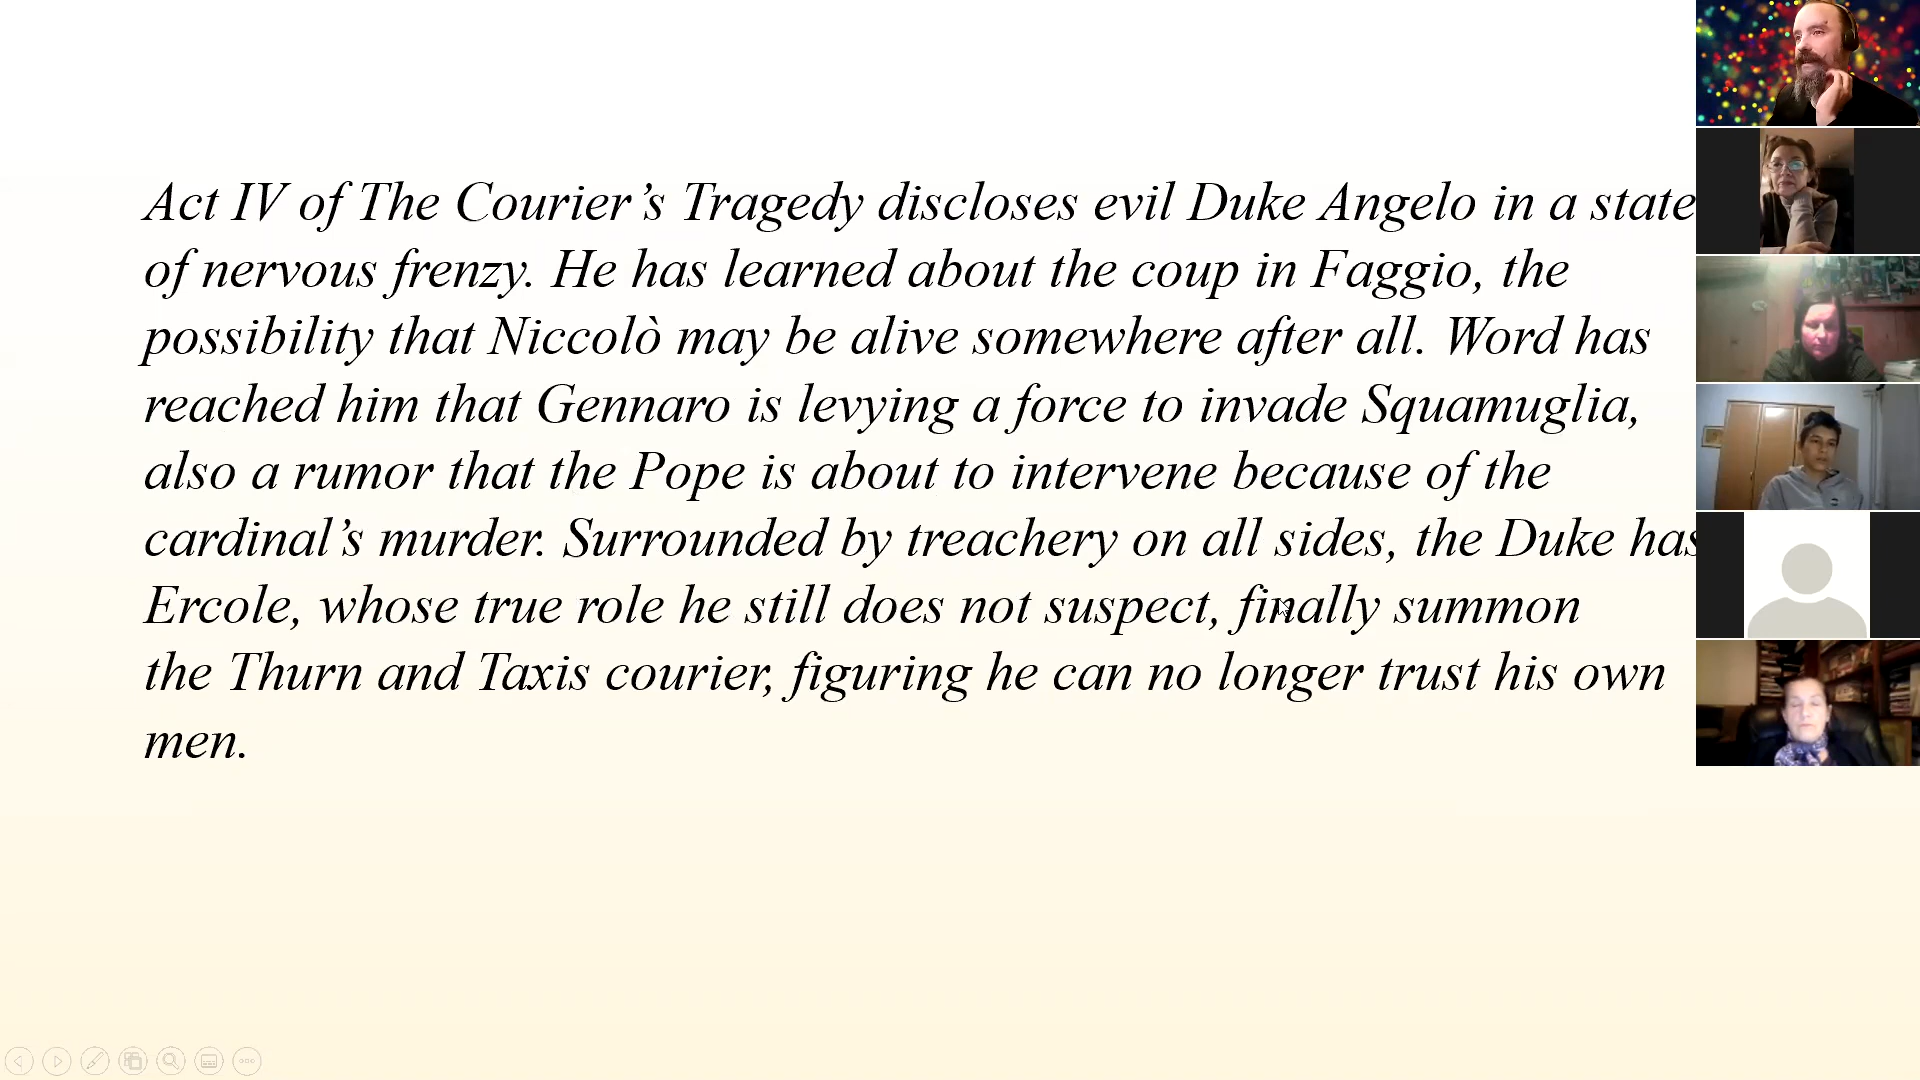 Act IV of The Courier’s Tragedy discloses evil Duke Angelo in a state
of nervous frenzy. He has learned about the coup in Faggio, the
possibility that Niccolò may be alive somewhere after all. Word has
reached him that Gennaro is levying a force to invade Squamuglia,
also a rumor that the Pope is about to intervene because of the
cardinal’s murder. Surrounded by treachery on all sides, the Duke has
Ercole, whose true role he still does not suspect, finally summon
the Thurn and Taxis courier, figuring he can no longer trust his own
men.